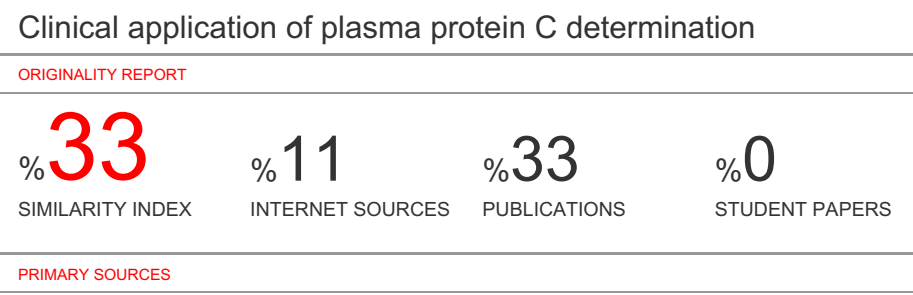 Clinical application of plasma protein C determination
ORIGINALITY REPORT
%33 %11 %33 %0
SIMILARITY INDEX INTERNET SOURCES PUBLICATIONS STUDENT PAPERS
PRIMARY SOURCES